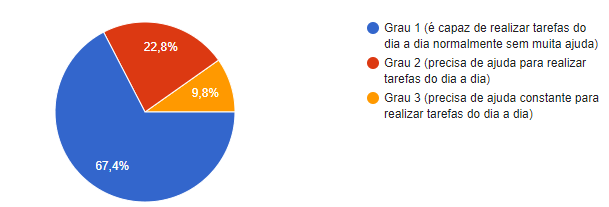 22,8%
9,8%
67,4%
Grau 1 (é capaz de realizar tarefas do
dia a dia normalmente sem muita ajuda)
Grau 2 (precisa de ajuda para realizar
tarefas do dia a dia)
Grau 3 (precisa de ajuda constante para
realizar tarefas do dia a dia)